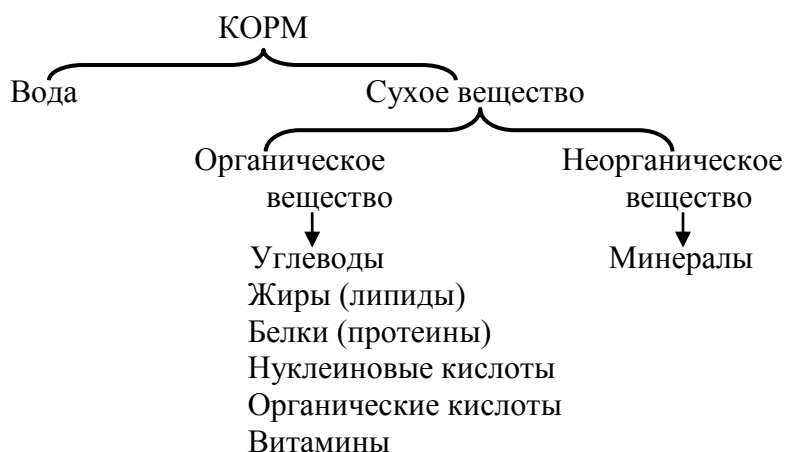 КОРМ
Вода Сухое вещество
Органическое Неорганическое
вещество вещество
Углеводы Минералы
Жиры (липиды)
Белки (протеины)
Нуклеиновые кислоты
Органические кислоты
Витамины